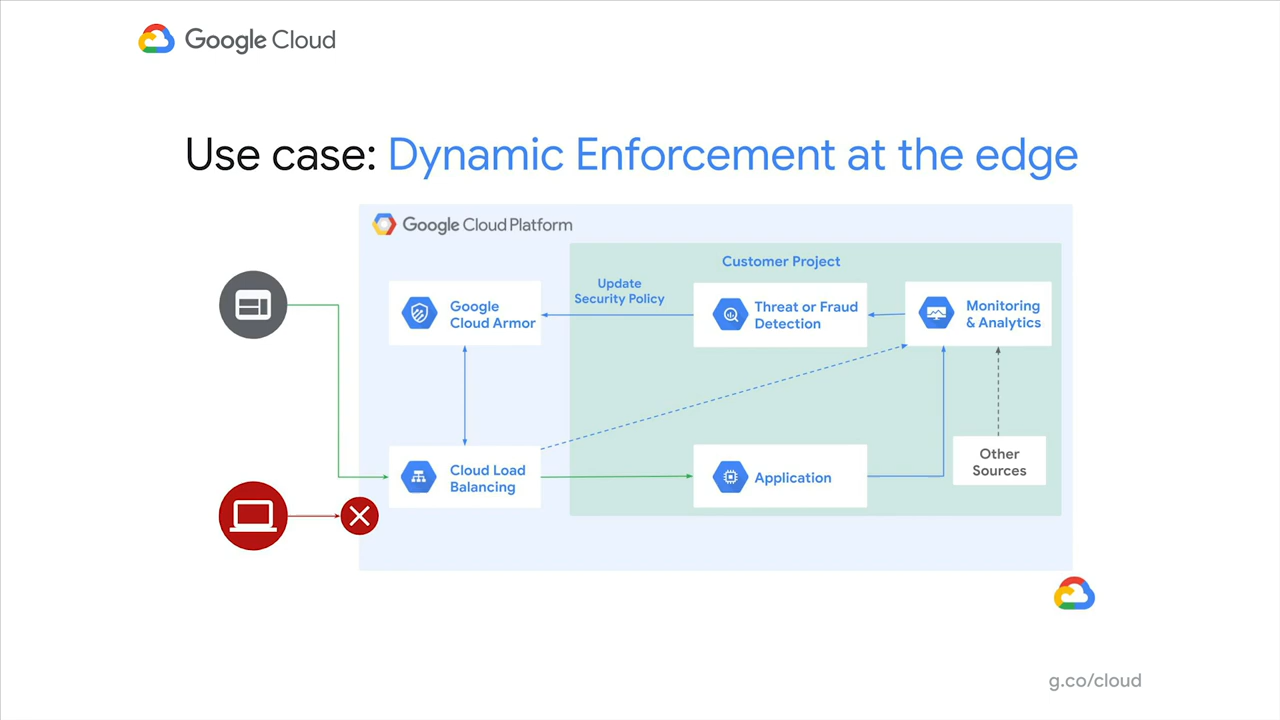 Google Cloud
Use case: Dynamic Enforcement at the edge
Google Cloud Platform
Customer Project
Update
Security Policy
Google
Cloud Armor
Threat or Fraud
Detection
Monitoring
& Analytics
Cloud Load
Balancing
Application
Other
Sources
g.co/cloud